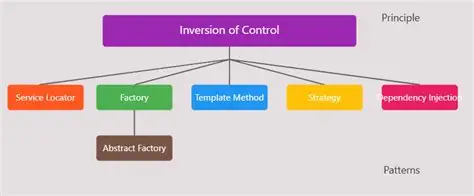 Principle
Inversion of Control
Service Locator
Factory
Template Method
Strategy
Dependency Injection
Abstract Factory
Patterns